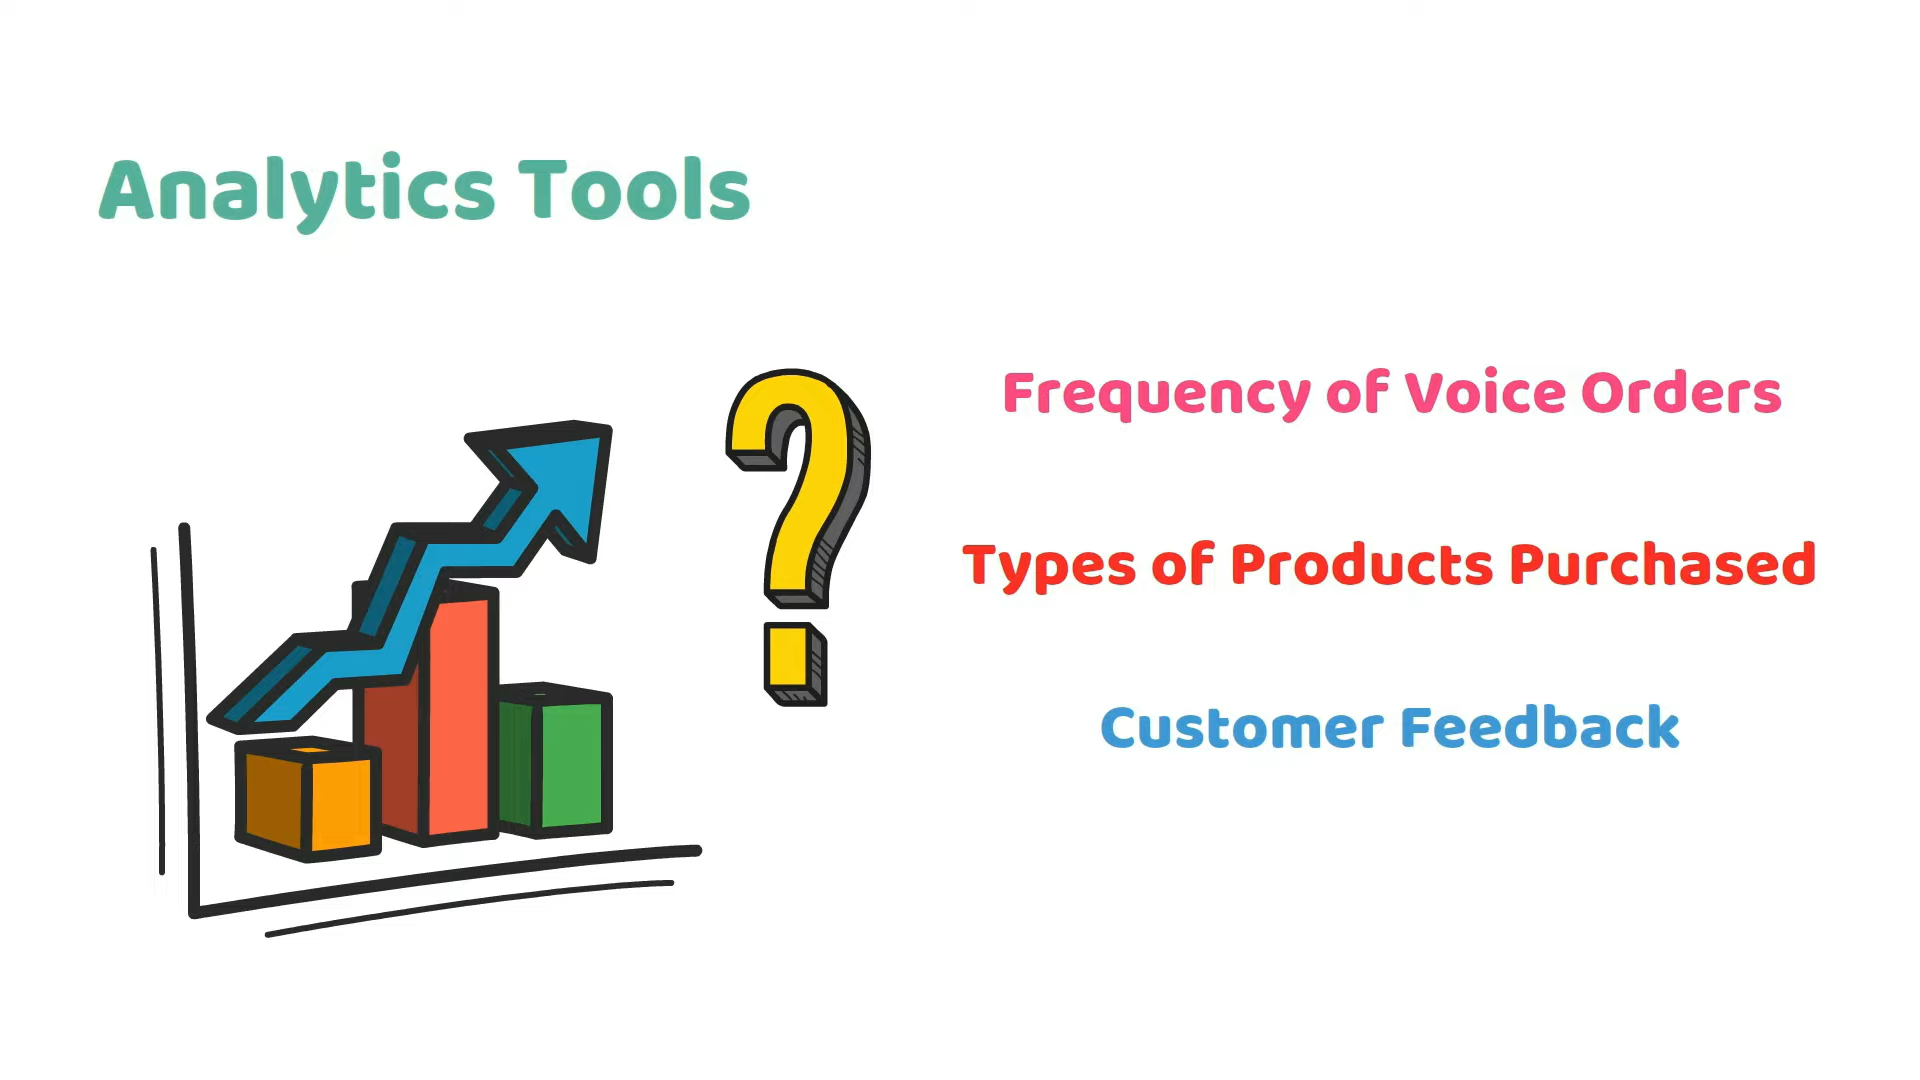 Analytics Tools
Frequency of Voice Orders
Types of Products Purchased
Customer Feedback